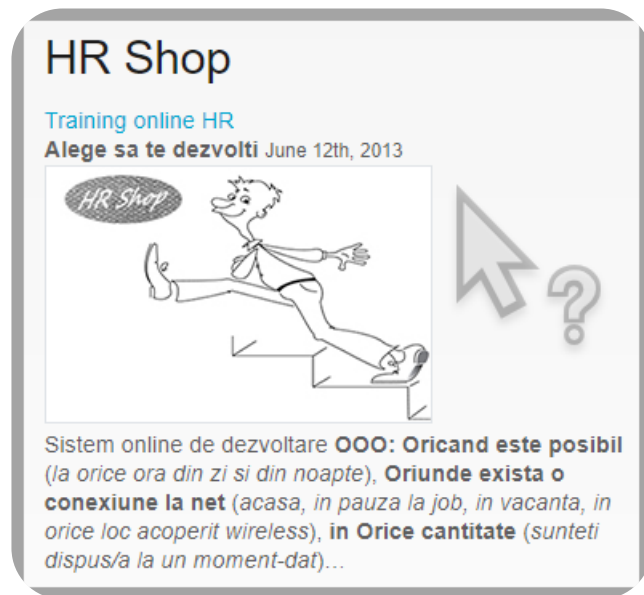 HR Shop
Training online HR
Alege sa te dezvolti June 12th, 2013
HR Shop
?
Sistem online de dezvoltare OOO: Oricand este posibil
(la orice ora din zi si din noapte), Oriunde exista o
conexiune la net (acasa, in pauza la job, in vacanta, in
orice loc acoperit wireless), in Orice cantitate (sunteti
dispus/a la un moment-dat)...